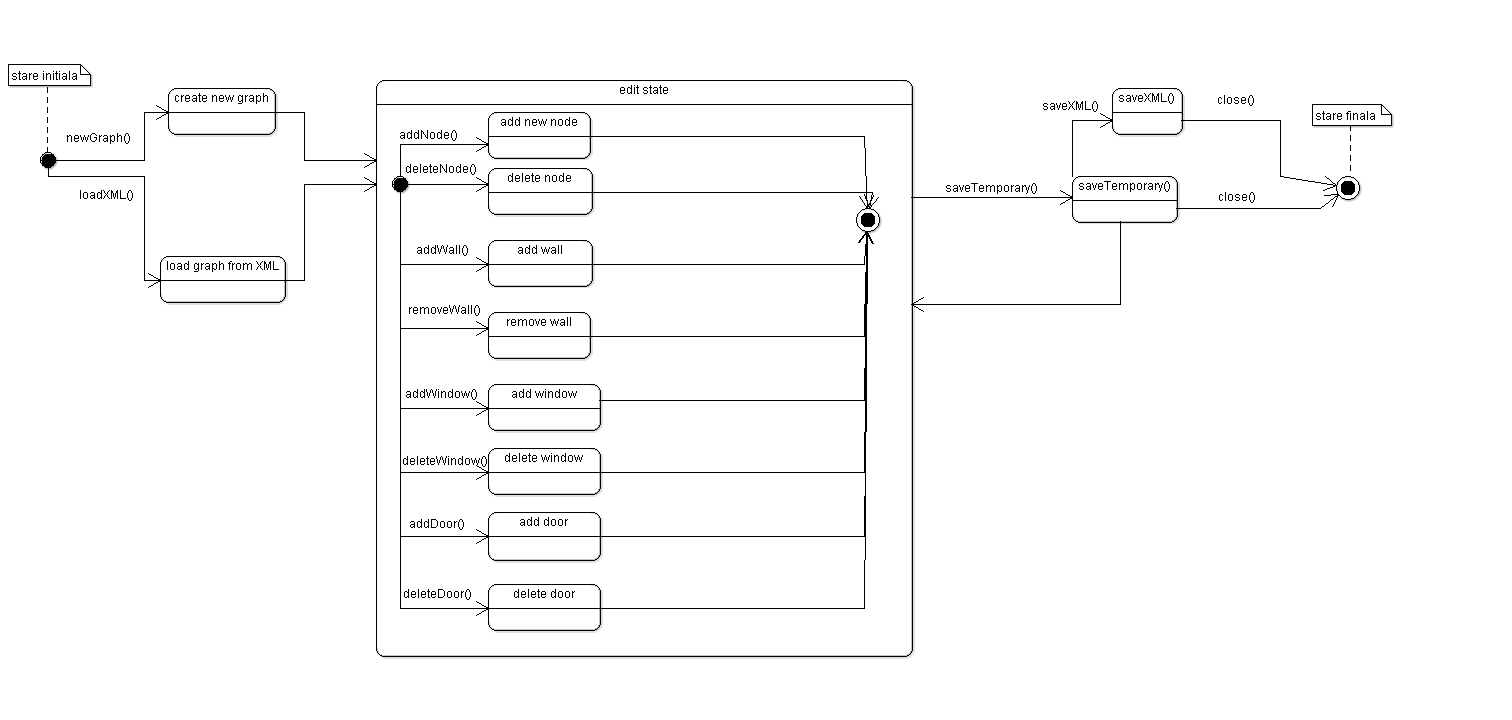 stare initiala
newGraph()
loadXML()
create new graph
load graph from XML
edit state
addNode()
add new node
deleteNode()
delete node
addWall()
add wall
removeWall()
remove wall
addWindow()
add window
deleteWindow()
delete window
addDoor()
add door
deleteDoor()
delete door
saveTemporary()
saveXML()
saveXML()
close()
saveTemporary()
close()
stare finala